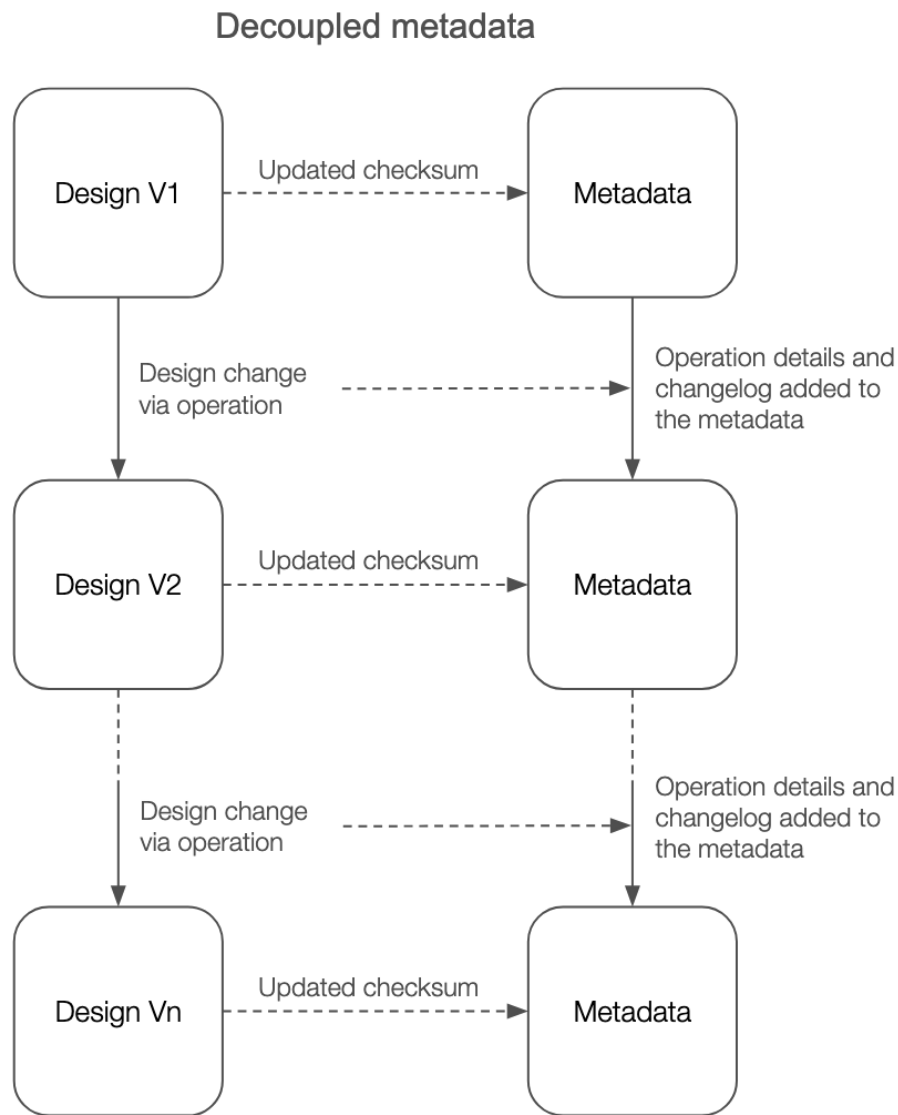 Decoupled metadata
Design V1
Updated checksum
Metadata
Design change
via operation
Operation details and
changelog added to
the metadata
Design V2
Updated checksum
Metadata
Design change
via operation
Operation details and
changelog added to
the metadata
Design Vn
Updated checksum
Metadata